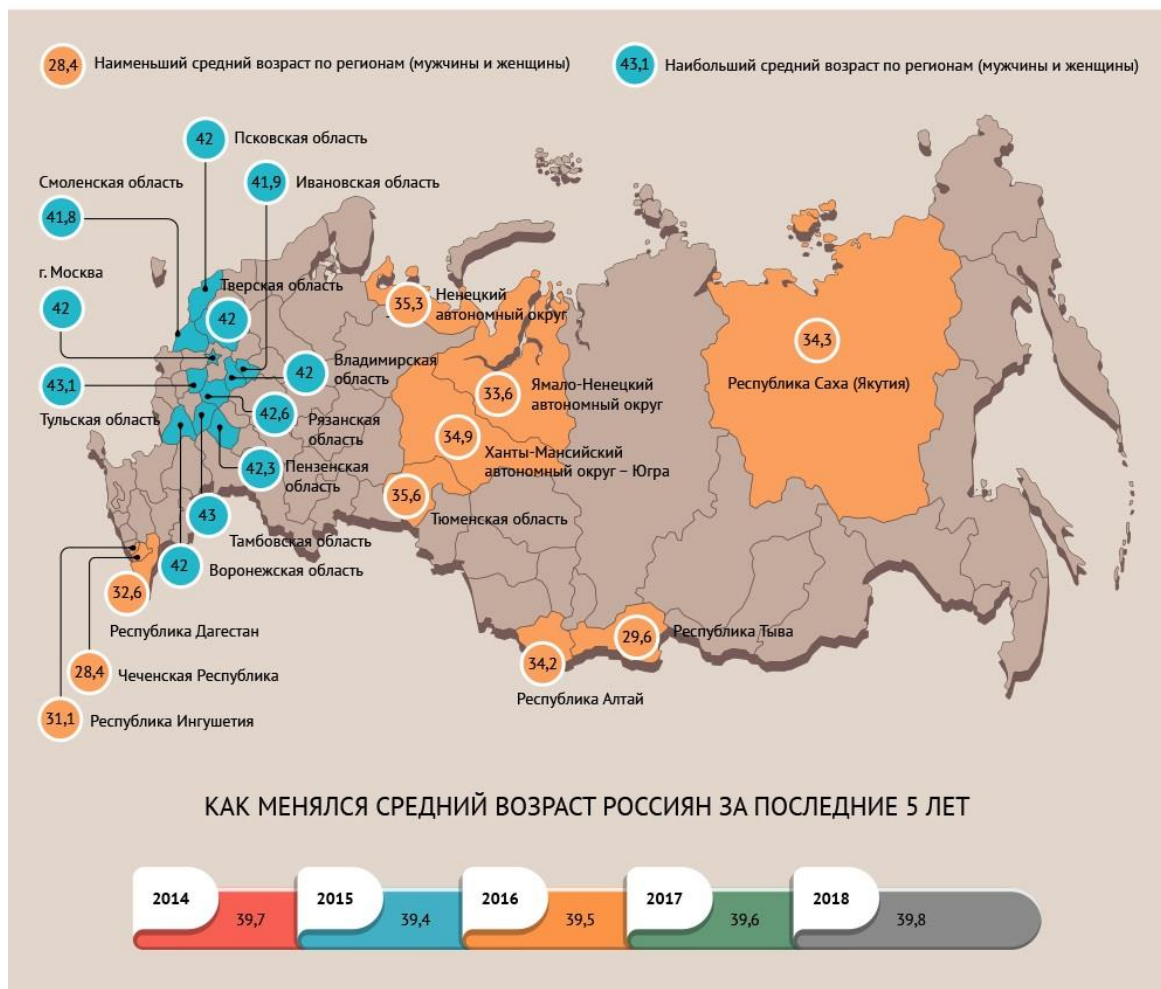 28,4
Наименьший средний возраст по регионам (мужчины и женщины)
43,1
Наибольший средний возраст по регионам (мужчины и женщины)
42
Псковская область
Смоленская область
41,8
41,9
Ивановская область
г. Москва
42
Тверская область
42
43,1
Тульская область
42
Владимирская
область
42,6
Рязанская
область
42,3
Пензенская
область
43
Тамбовская область
42
Воронежская область
35,3
Ненецкий
автономный округ
33,6
Ямало-Ненецкий
автономный округ
34,9
Ханты-Мансийский
автономный округ – Югра
35,6
Тюменская область
34,3
Республика Саха (Якутия)
32,6
Республика Дагестан
28,4
Чеченская Республика
31,1
Республика Ингушетия
29,6
Республика Тыва
34,2
Республика Алтай
КАК МЕНЯЛСЯ СРЕДНИЙ ВОЗРАСТ РОССИЯН ЗА ПОСЛЕДНИЕ 5 ЛЕТ
2014
39,7
2015
39,4
2016
39,5
2017
39,6
2018
39,8